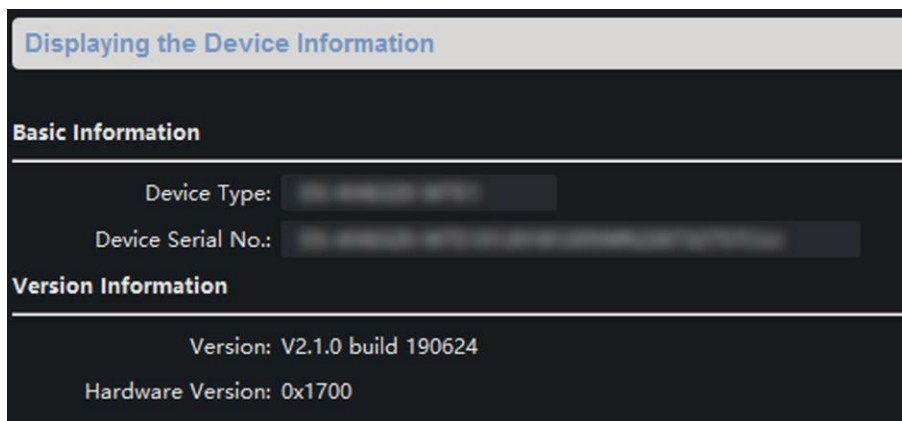 Displaying the Device Information
Basic Information
Device Type:
Device Serial No.:
Version Information
Version: V2.1.0 build 190624
Hardware Version: 0x1700